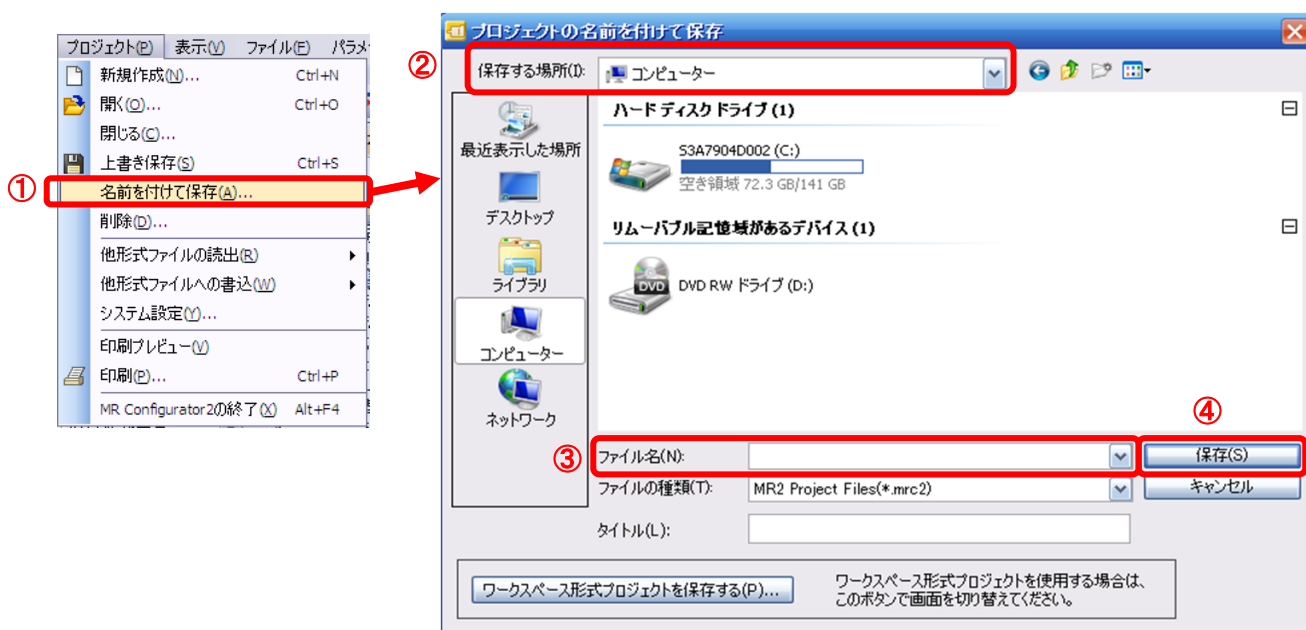 プロジェクト(P) 表示(V) ファイル(F) パラメ
新規作成(N)... Ctrl+N
開く(O)... Ctrl+O
閉じる(C)...
上書き保存(S) Ctrl+S
① 名前を付けて保存(A)...
削除(D)...
他形式ファイルの読出(R)
他形式ファイルへの書込(W)
システム設定(Y)...
印刷プレビュー(V)
印刷(P)... Ctrl+P
MR Configurator2の終了(X) Alt+F4
プロジェクトの名前を付けて保存
② 保存する場所(I): コンピューター
最近表示した場所
デスクトップ
ライブラリ
コンピューター
ネットワーク
ハード ディスク ドライブ (1)
S3A7904D002 (C:)
空き領域 72.3 GB/141 GB
リムーバブル記憶域があるデバイス (1)
DVD DVD RW ドライブ (D:)
④
③ ファイル名(N): 保存(S)
ファイルの種類(T): MR2 Project Files(*.mrc2) キャンセル
タイトル(L):
ワークスペース形式プロジェクトを保存する(P)...
ワークスペース形式プロジェクトを使用する場合は、
このボタンで画面を切り替えてください。